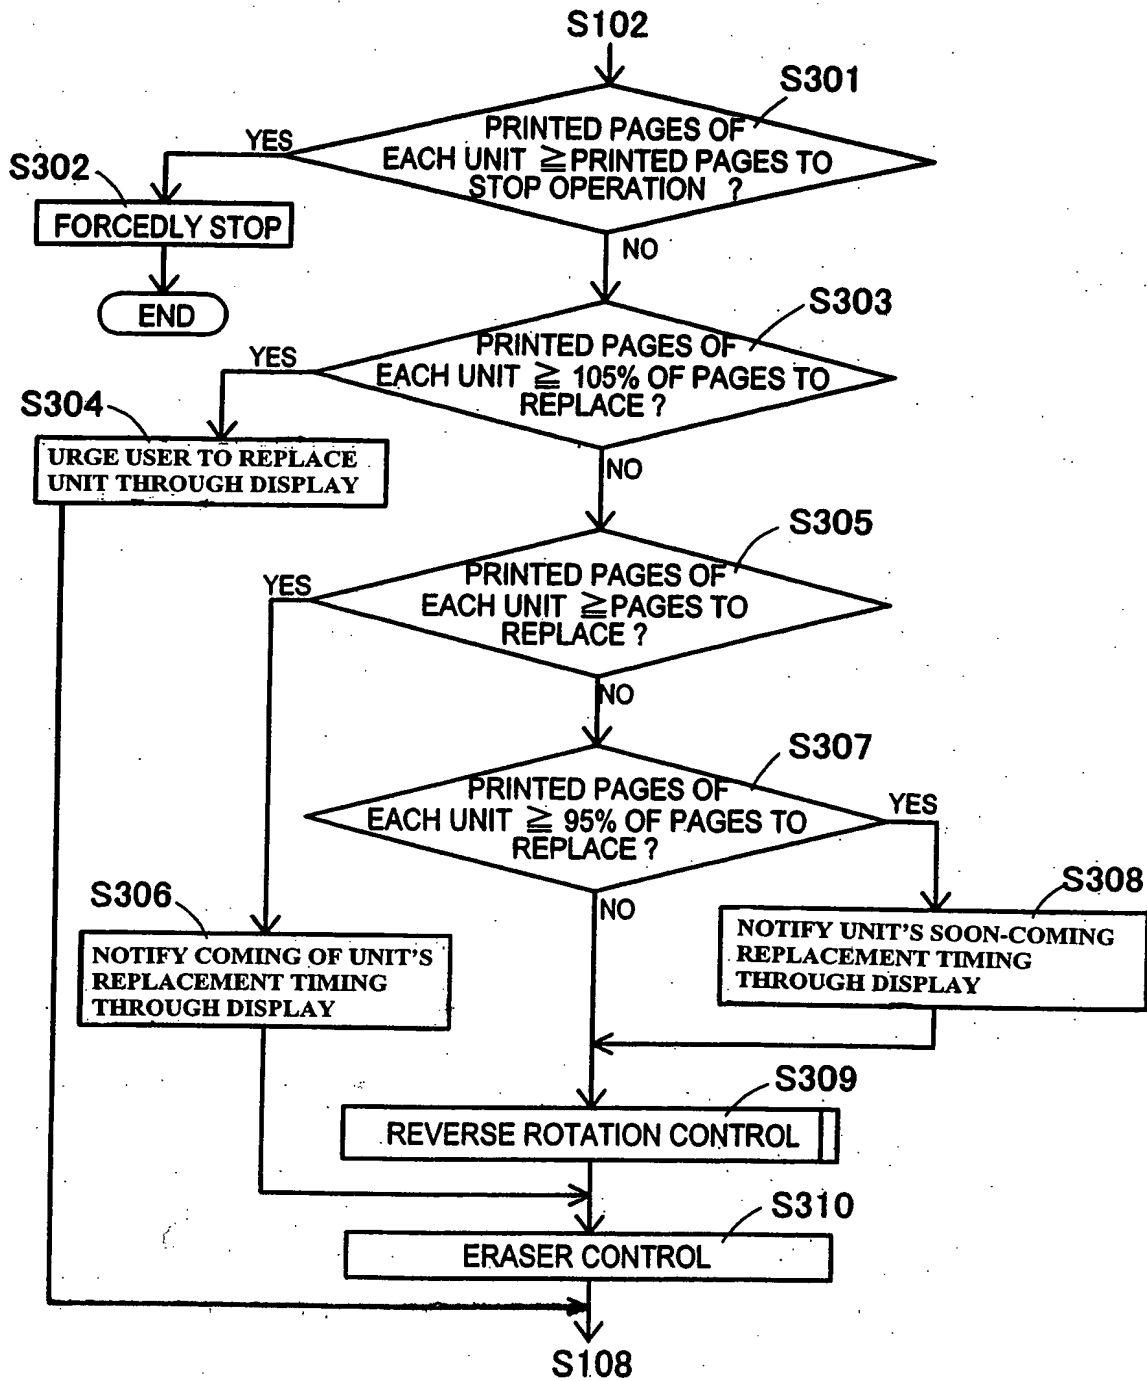 S102
S301
PRINTED PAGES OF
EACH UNIT ≧PRINTED PAGES TO
STOP OPERATION ?
YES
S302
FORCEDLY STOP
END
NO
S303
PRINTED PAGES OF
EACH UNIT ≧ 105% OF PAGES TO
REPLACE ?
YES
S304
URGE USER TO REPLACE
UNIT THROUGH DISPLAY
NO
S305
PRINTED PAGES OF
EACH UNIT ≧PAGES TO
REPLACE ?
YES
NO
S307
PRINTED PAGES OF
EACH UNIT ≧ 95% OF PAGES TO
REPLACE ?
YES
S306
NOTIFY COMING OF UNIT'S
REPLACEMENT TIMING
THROUGH DISPLAY
NO
S308
NOTIFY UNIT'S SOON-COMING
REPLACEMENT TIMING
THROUGH DISPLAY
S309
REVERSE ROTATION CONTROL
S310
ERASER CONTROL
S108